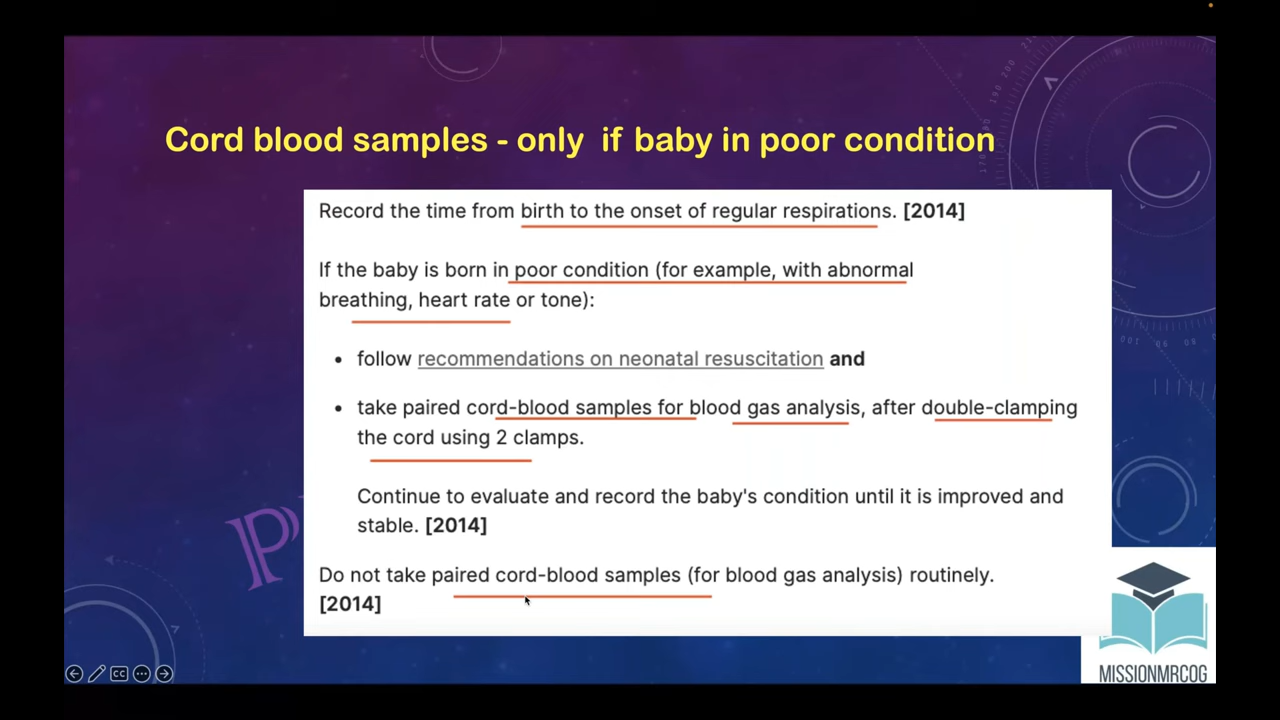 Cord blood samples - only if baby in poor condition
Record the time from birth to the onset of regular respirations. [2014]
If the baby is born in poor condition (for example, with abnormal
breathing, heart rate or tone):
• follow recommendations on neonatal resuscitation and
• take paired cord-blood samples for blood gas analysis, after double-clamping
the cord using 2 clamps.
Continue to evaluate and record the baby's condition until it is improved and
stable. [2014]
Do not take paired cord-blood samples (for blood gas analysis) routinely.
[2014]
P
CC
MISSIONMRCOG